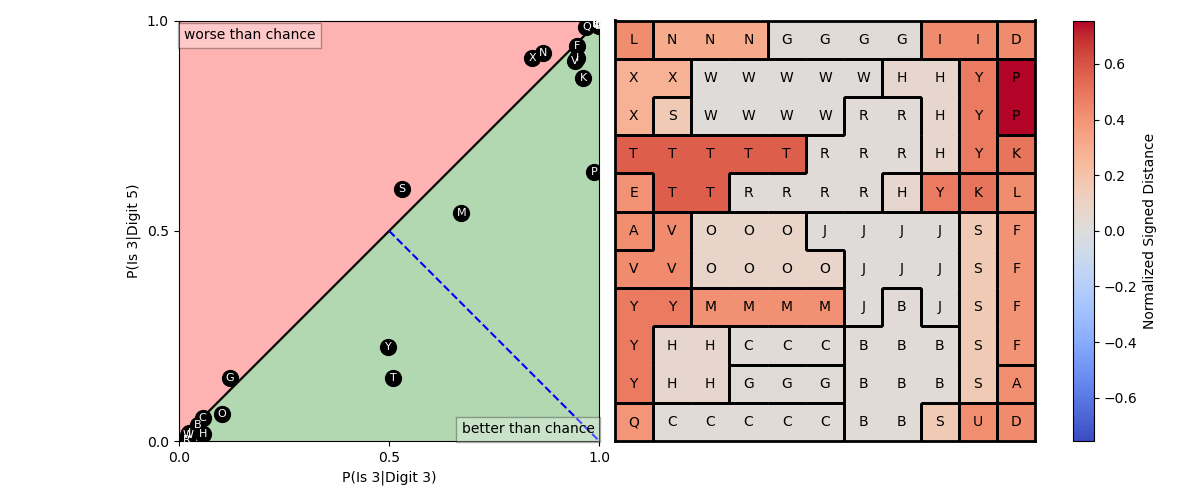 worse than chance
better than chance
1.0
0.5
0.0
0.0 0.5 1.0
P(Is 3|Digit 3)
P(Is 3|Digit 5)
Q
F
X N
V
K
P
S
M
Y
T
G
O
C
B
W H
L N N N G G G G I I D
X X W W W W W H H Y P
X S W W W W R R H Y P
T T T T T R R R H Y K
E T T R R R R H Y K L
A V O O O J J J J S F
V V O O O O J J J S F
Y Y M M M M J B J S F
Y H H C C C B B B S F
Y H H G G G B B B S A
Q C C C C C B B S U D
0.6
0.4
0.2
0.0
−0.2
−0.4
−0.6
Normalized Signed Distance